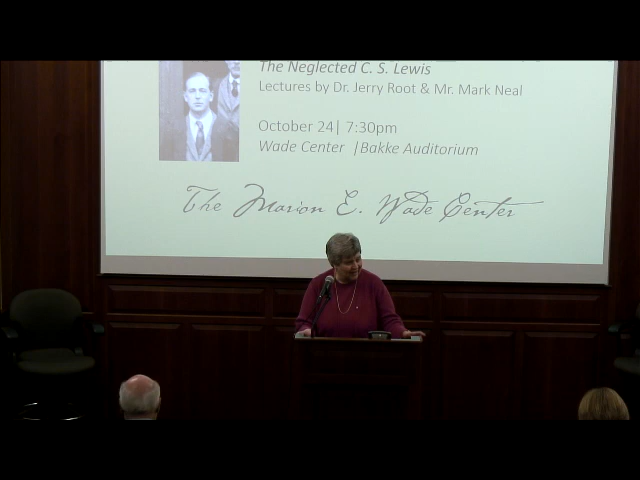 The Neglected C. S. Lewis
Lectures by Dr. Jerry Root & Mr. Mark Neal
October 24| 7:30pm
Wade Center |Bakke Auditorium
The Marion E. Wade Center